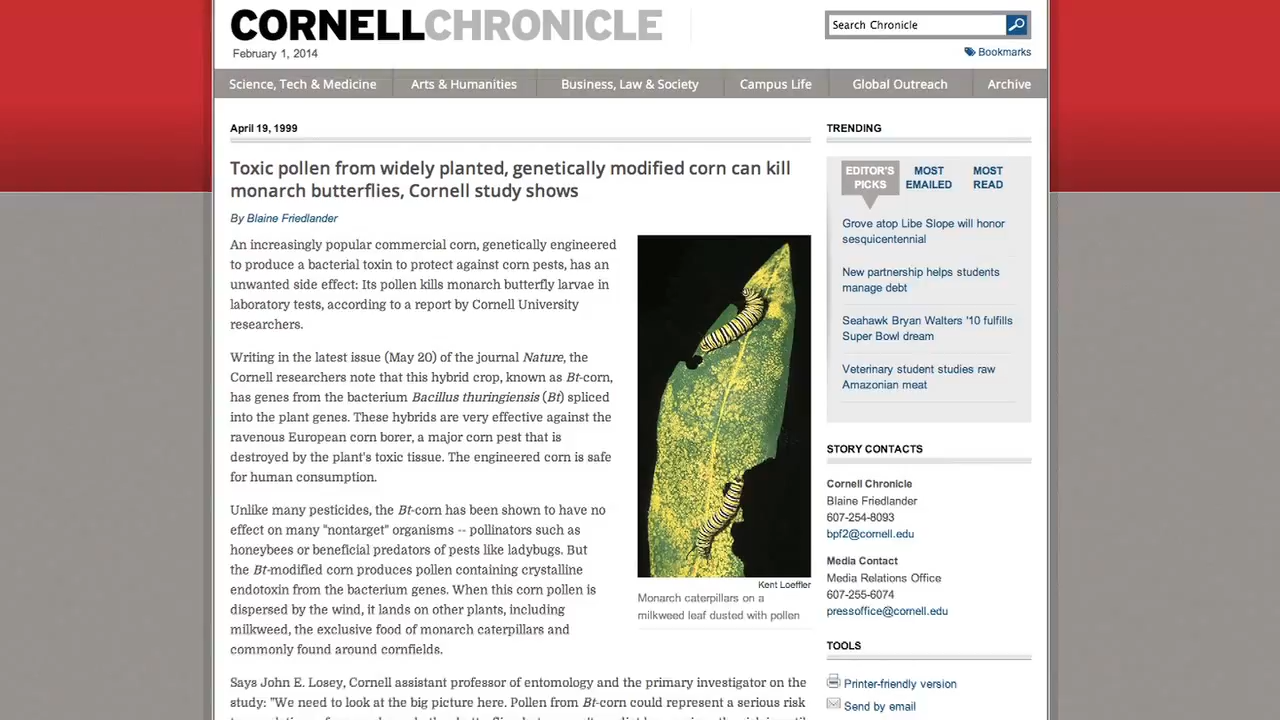 CORNELLCHRONICLE
February 1, 2014
Search Chronicle
Bookmarks
Science, Tech & Medicine
Arts & Humanities
Business, Law & Society
Campus Life
Global Outreach
Archive
April 19, 1999
Toxic pollen from widely planted, genetically modified corn can kill
monarch butterflies, Cornell study shows
By Blaine Friedlander
An increasingly popular commercial corn, genetically engineered
to produce a bacterial toxin to protect against corn pests, has an
unwanted side effect: Its pollen kills monarch butterfly larvae in
laboratory tests, according to a report by Cornell University
researchers.
Writing in the latest issue (May 20) of the journal Nature, the
Cornell researchers note that this hybrid crop, known as Bt-corn,
has genes from the bacterium Bacillus thuringiensis (Bt) spliced
into the plant genes. These hybrids are very effective against the
ravenous European corn borer, a major corn pest that is
destroyed by the plant's toxic tissue. The engineered corn is safe
for human consumption.
Unlike many pesticides, the Bt-corn has been shown to have no
effect on many "nontarget" organisms -- pollinators such as
honeybees or beneficial predators of pests like ladybugs. But
the Bt-modified corn produces pollen containing crystalline
endotoxin from the bacterium genes. When this corn pollen is
dispersed by the wind, it lands on other plants, including
milkweed, the exclusive food of monarch caterpillars and
commonly found around cornfields.
Says John E. Losey, Cornell assistant professor of entomology and the primary investigator on the
study: "We need to look at the big picture here. Pollen from Bt-corn could represent a serious risk
Kent Loeffler
Monarch caterpillars on a
milkweed leaf dusted with pollen
TRENDING
EDITOR'S
PICKS
MOST
EMAILED
MOST
READ
Grove atop Libe Slope will honor
sesquicentennial
New partnership helps students
manage debt
Seahawk Bryan Walters '10 fulfills
Super Bowl dream
Veterinary student studies raw
Amazonian meat
STORY CONTACTS
Cornell Chronicle
Blaine Friedlander
607-254-8093
bpf2@cornell.edu
Media Contact
Media Relations Office
607-255-6074
pressoffice@cornell.edu
TOOLS
Printer-friendly version
Send by email